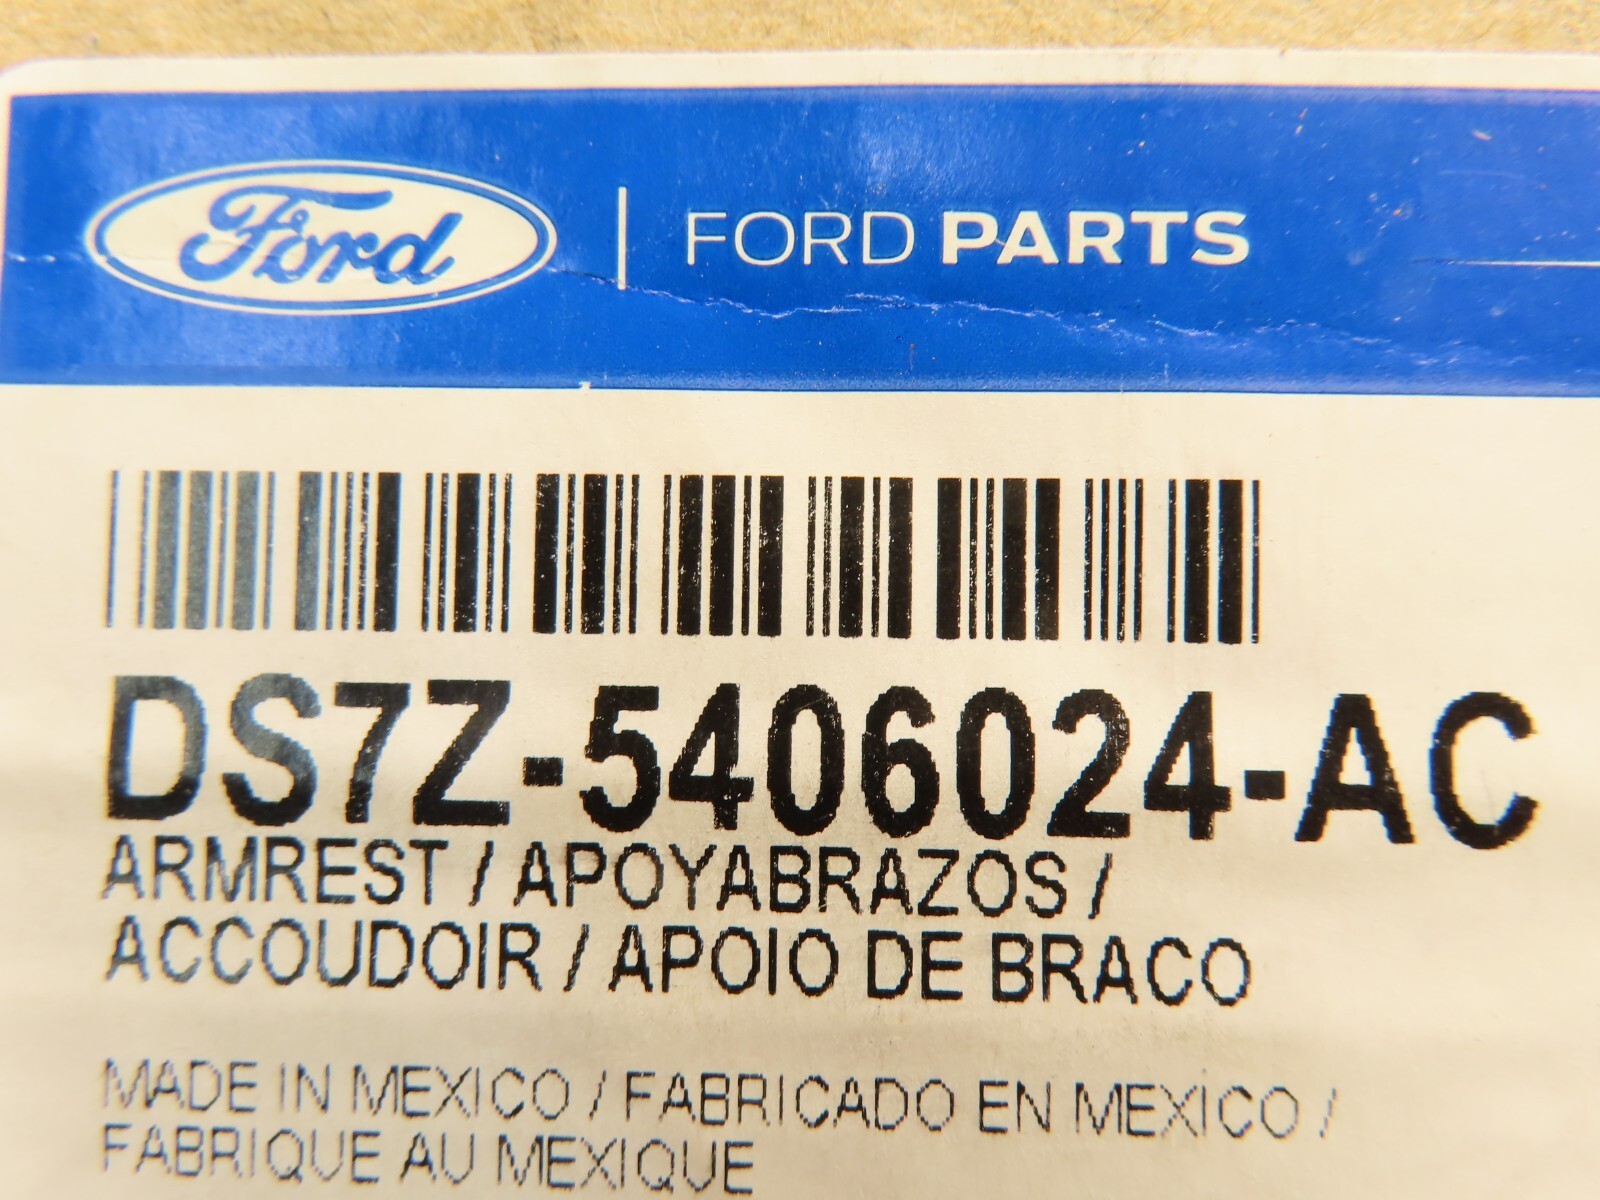 Ford | FORD PARTS
DS7Z-5406024-AC
ARMREST / APOYABRAZOS /
ACCOUDOIR / APOIO DE BRACO
MADE IN MEXICO / FABRICADO EN MEXICO /
FABRIQUE AU MEXIQUE